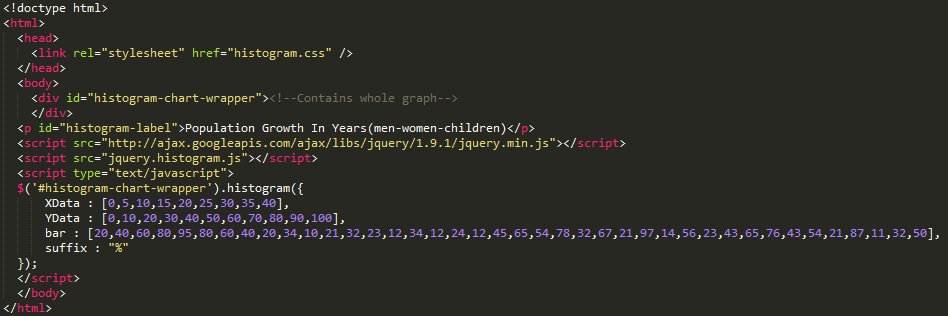 <!doctype html>
<html>
<head>
<link rel="stylesheet" href="histogram.css" />
</head>
<body>
<div id="histogram-chart-wrapper"><!--Contains whole graph-->
</div>
<p id="histogram-label">Population Growth In Years(men-women-children)</p>
<script src="http://ajax.googleapis.com/ajax/libs/jquery/1.9.1/jquery.min.js"></script>
<script src="jquery.histogram.js"></script>
<script type="text/javascript">
$('#histogram-chart-wrapper').histogram({
XData : [0,5,10,15,20,25,30,35,40],
YData : [0,10,20,30,40,50,60,70,80,90,100],
bar : [20,40,60,80,95,80,60,40,20,34,10,21,32,23,12,34,12,24,12,45,65,54,78,32,67,21,97,14,56,23,43,65,76,43,54,21,87,11,32,50],
suffix : "%"
});
</script>
</body>
</html>